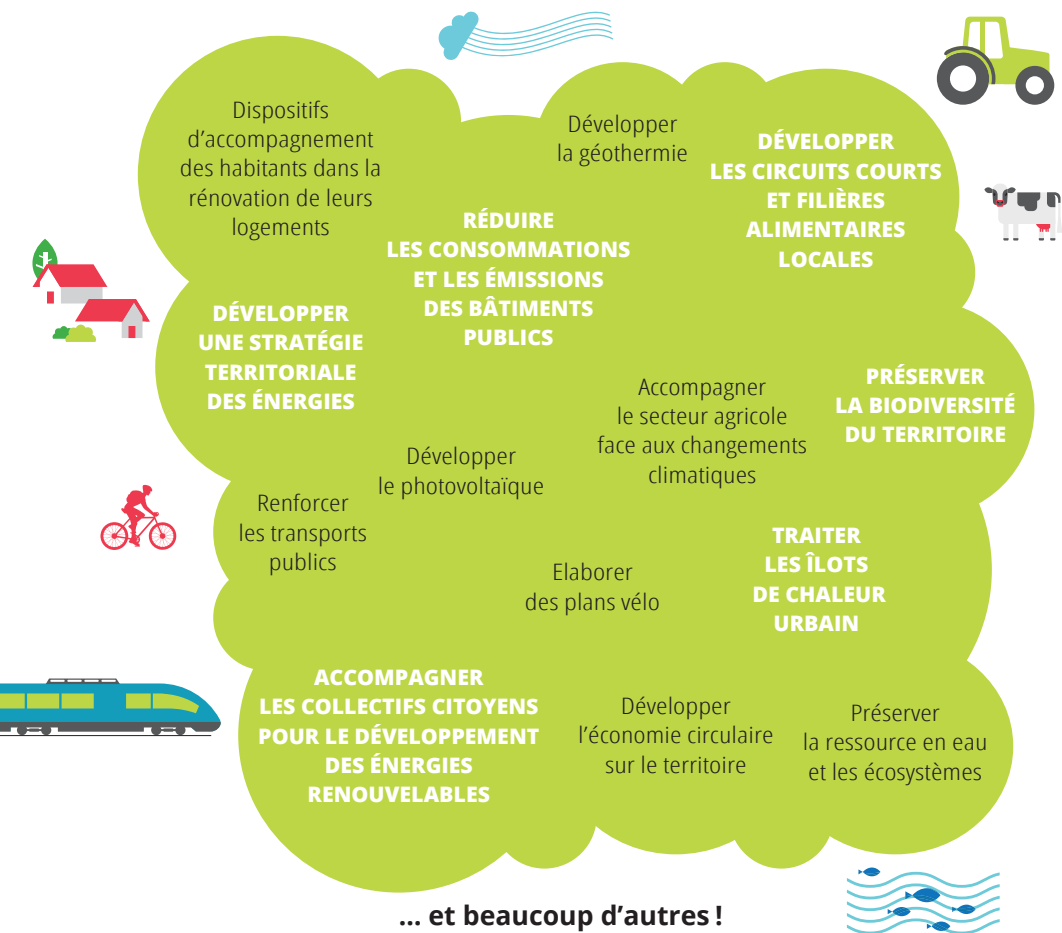 Dispositifs
d’accompagnement
des habitants dans la
rénovation de leurs
logements
Développer
la géothermie
DÉVELOPPER
LES CIRCUITS COURTS
ET FILIÈRES
ALIMENTAIRES
LOCALES
RÉDUIRE
LES CONSOMMATIONS
ET LES ÉMISSIONS
DES BÂTIMENTS
PUBLICS
DÉVELOPPER
UNE STRATÉGIE
TERRITORIALE
DES ÉNERGIES
Accompagner
le secteur agricole
face aux changements
climatiques
PRÉSERVER
LA BIODIVERSITÉ
DU TERRITOIRE
Développer
le photovoltaïque
Renforcer
les transports
publics
Elaborer
des plans vélo
TRAITER
LES ÎLOTS
DE CHALEUR
URBAIN
ACCOMPAGNER
LES COLLECTIFS CITOYENS
POUR LE DÉVELOPPEMENT
DES ÉNERGIES
RENOUVELABLES
Développer
l’économie circulaire
sur le territoire
Préserver
la ressource en eau
et les écosystèmes
... et beaucoup d’autres !